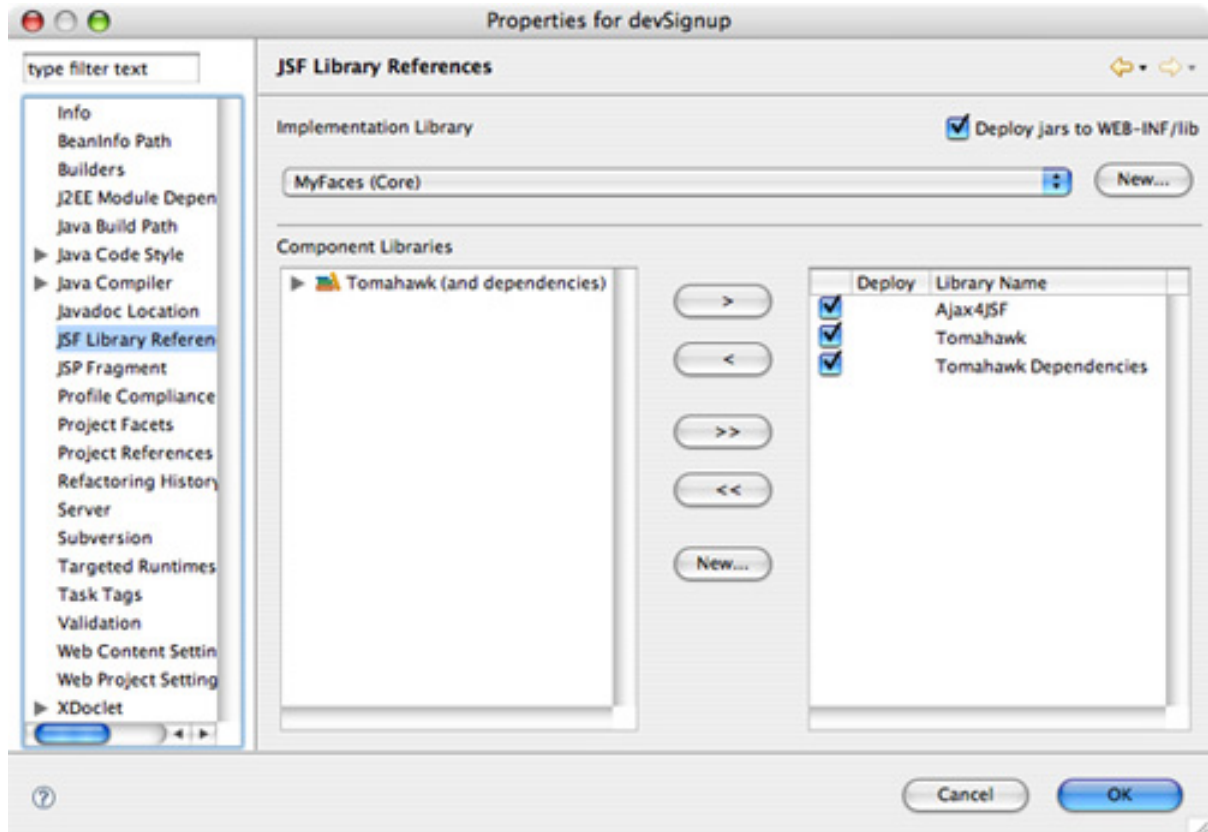 Properties for devSignup
type filter text
Info
BeanInfo Path
Builders
J2EE Module Depen
Java Build Path
Java Code Style
Java Compiler
Javadoc Location
JSF Library Referen
JSP Fragment
Profile Compliance
Project Facets
Project References
Refactoring History
Server
Subversion
Targeted Runtimes
Task Tags
Validation
Web Content Settin
Web Project Setting
XDoclet
JSF Library References
Implementation Library
Deploy jars to WEB-INF/lib
MyFaces (Core)
New...
Component Libraries
Tomahawk (and dependencies)
>
<
>>
<<
New...
Deploy Library Name
Ajax4JSF
Tomahawk
Tomahawk Dependencies
?
Cancel
OK